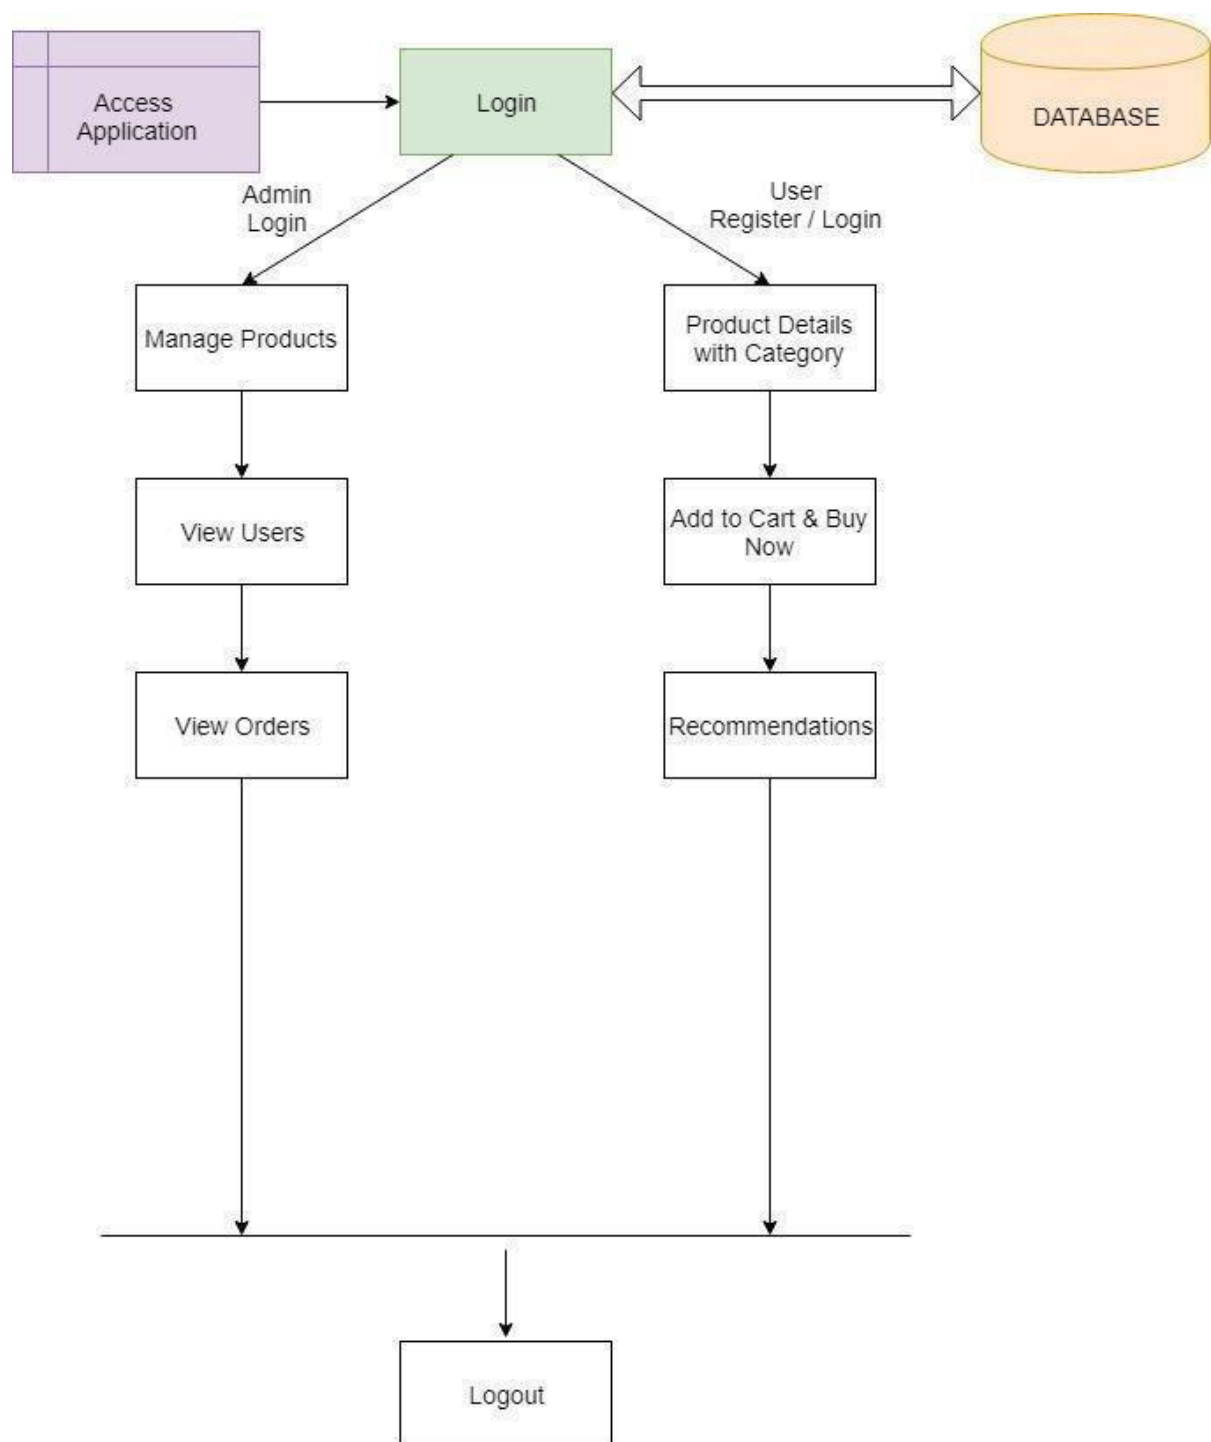 Access
Application
Login
DATABASE
Admin
Login
User
Register / Login
Manage Products
Product Details
with Category
View Users
Add to Cart & Buy
Now
View Orders
Recommendations
Logout